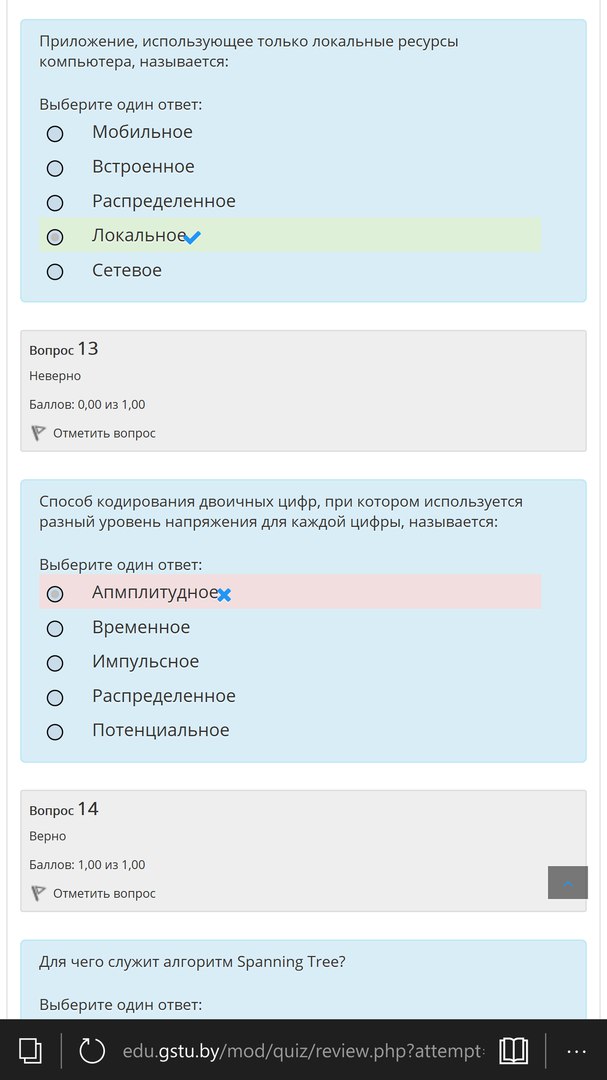 Приложение, использующее только локальные ресурсы
компьютера, называется:
Выберите один ответ:
Мобильное
Встроенное
Распределенное
Локальное
Сетевое
Вопрос 13
Неверно
Баллов: 0,00 из 1,00
Отметить вопрос
Способ кодирования двоичных цифр, при котором используется
разный уровень напряжения для каждой цифры, называется:
Выберите один ответ:
Апмплитудное
Временное
Импульсное
Распределенное
Потенциальное
Вопрос 14
Верно
Баллов: 1,00 из 1,00
Отметить вопрос
Для чего служит алгоритм Spanning Tree?
Выберите один ответ:
edu.gstu.by/mod/quiz/review.php?attempt